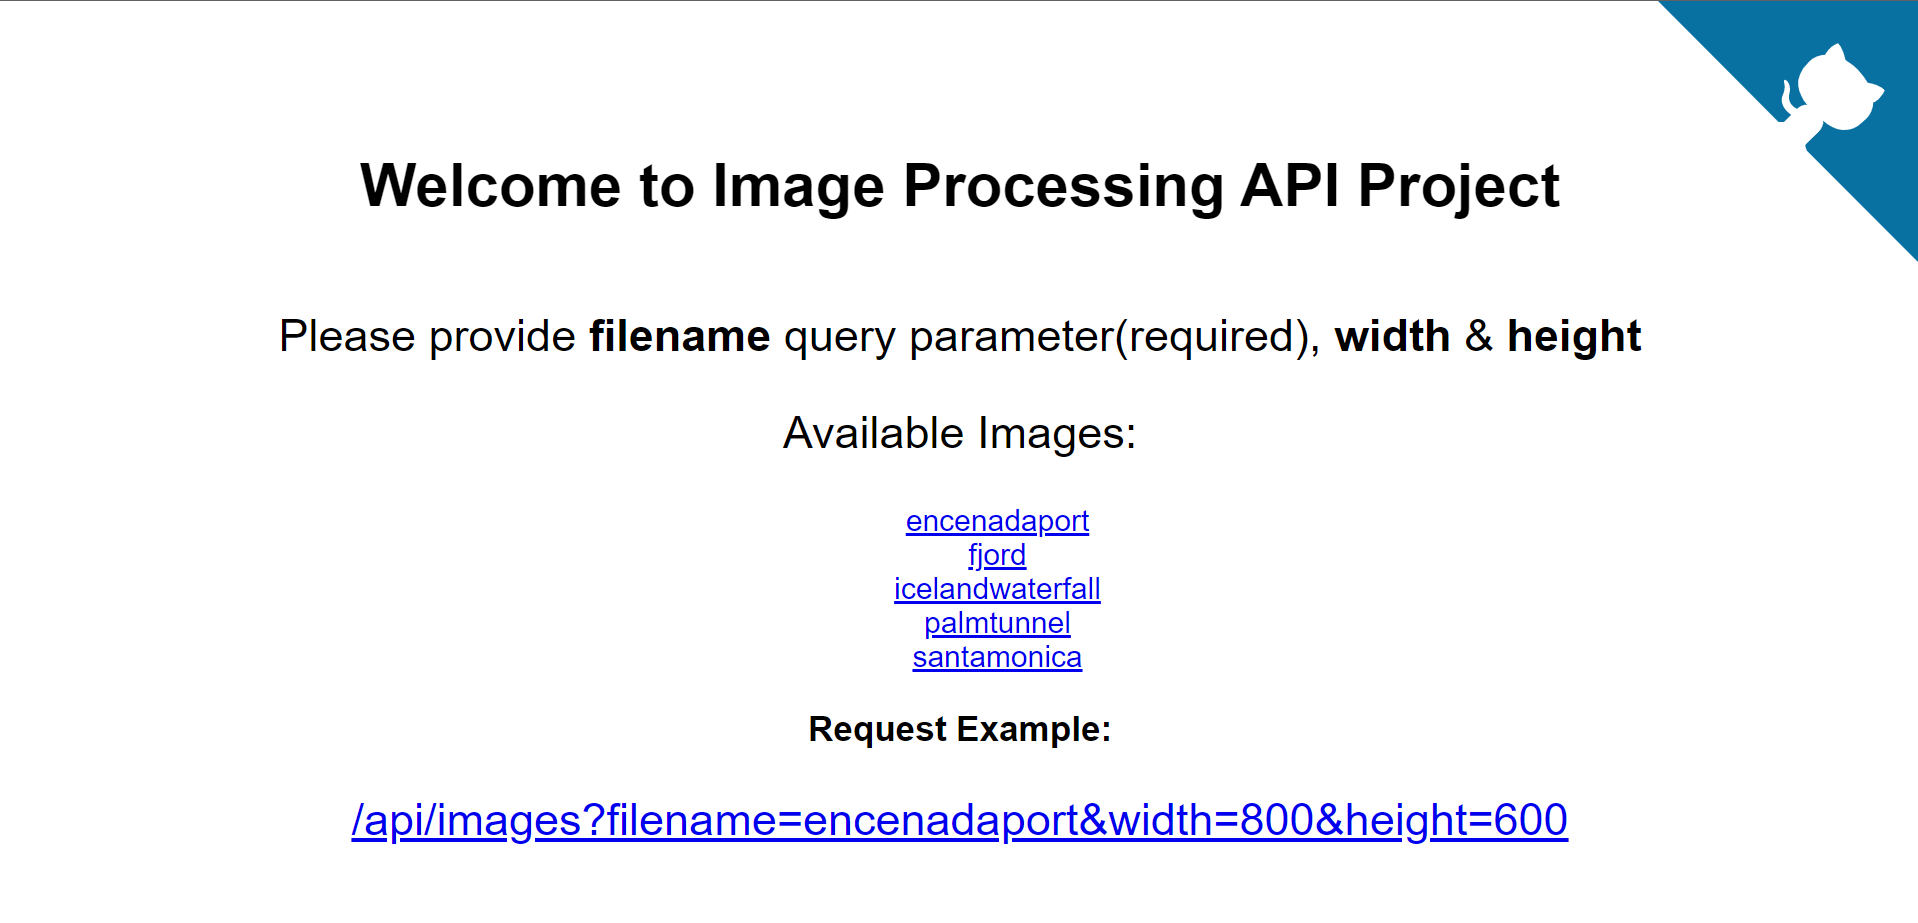 Welcome to Image Processing API Project
Please provide filename query parameter(required), width & height
Available Images:
encenadaport
fjord
icelandwaterfall
palmtunnel
santamonica
Request Example:
/api/images?filename=encenadaport&width=800&height=600